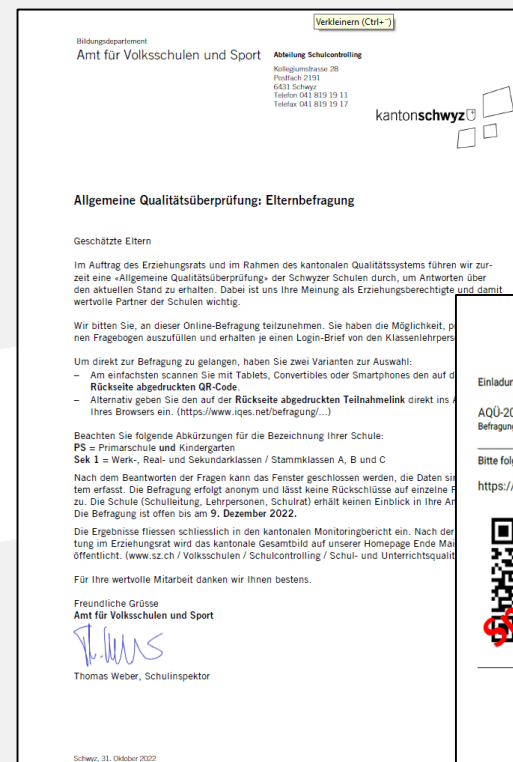 Verkleinern (Ctrl+-)
Bildungsdepartement
Amt für Volksschulen und Sport
Abteilung Schulcontrolling
Kollegiumstrasse 28
Postfach 2191
6431 Schwyz
Telefon 041 819 19 11
Telefax 041 819 19 17
kantonschwyz
Allgemeine Qualitätsüberprüfung: Elternbefragung
Geschätzte Eltern
Im Auftrag des Erziehungsrats und im Rahmen des kantonalen Qualitätssystems führen wir zur-
zeit eine «Allgemeine Qualitätsüberprüfung» der Schwyzer Schulen durch, um Antworten über
den aktuellen Stand zu erhalten. Dabei ist uns Ihre Meinung als Erziehungsberechtigte und damit
wertvolle Partner der Schulen wichtig.
Wir bitten Sie, an dieser Online-Befragung teilzunehmen. Sie haben die Möglichkeit, p
nen Fragebogen auszufüllen und erhalten je einen Login-Brief von den Klassenlehrpers
Um direkt zur Befragung zu gelangen, haben Sie zwei Varianten zur Auswahl:
– Am einfachsten scannen Sie mit Tablets, Convertibles oder Smartphones den auf d
Rückseite abgedruckten QR-Code.
– Alternativ geben Sie den auf der Rückseite abgedruckten Teilnahmelink direkt ins
Ihres Browsers ein. (https://www.iqes.net/befragung/...)
Beachten Sie folgende Abkürzungen für die Bezeichnung Ihrer Schule:
PS = Primarschule und Kindergarten
Sek 1 = Werk-, Real- und Sekundarklassen / Stammklassen A, B und C
Nach dem Beantworten der Fragen kann das Fenster geschlossen werden, die Daten sin
tem erfasst. Die Befragung erfolgt anonym und lässt keine Rückschlüsse auf einzelne P
zu. Die Schule (Schulleitung, Lehrpersonen, Schulrat) erhält keinen Einblick in Ihre An
Die Befragung ist offen bis am 9. Dezember 2022.
Die Ergebnisse fliessen schliesslich in den kantonalen Monitoringbericht ein. Nach der
tung im Erziehungsrat wird das kantonale Gesamtbild auf unserer Homepage Ende Mai
öffentlicht. (www.sz.ch / Volksschulen / Schulcontrolling / Schul- und Unterrichtsqualit
Für Ihre wertvolle Mitarbeit danken wir Ihnen bestens.
Freundliche Grüsse
Amt für Volksschulen und Sport
Thomas Weber, Schulinspektor
Schwyz, 31. Oktober 2022
Einladun
AQÜ-20
Befragung
Bitte folg
https:/